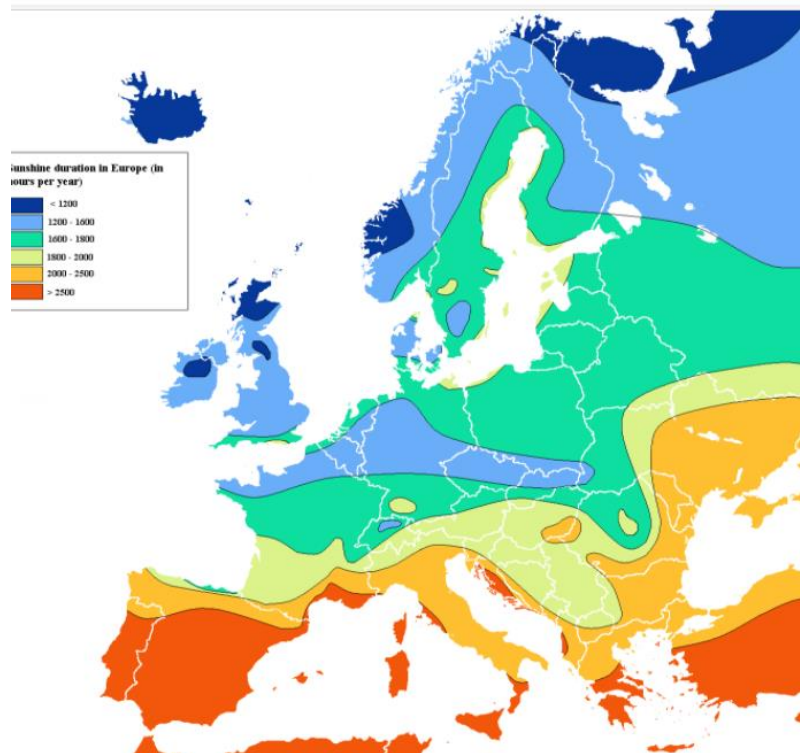 Sunshine duration in Europe (in
hours per year)
< 1200
1200 - 1600
1600 - 1800
1800 - 2000
2000 - 2500
> 2500